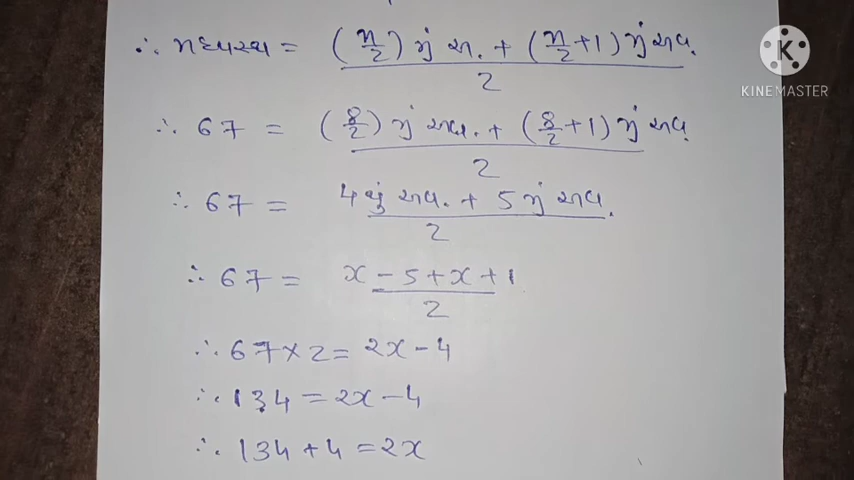 ∴ મધ્યસ્થ = ((n/2) મું અવ. + (n/2 + 1) મું અવ.) / 2
KINEMASTER
∴ 67 = ((8/2) મું અવ. + (8/2 + 1) મું અવ.) / 2
∴ 67 = (4થું અવ. + 5 મું અવ.) / 2
∴ 67 = (x - 5 + x + 1) / 2
∴ 67 × 2 = 2x - 4
∴ 134 = 2x - 4
∴ 134 + 4 = 2x